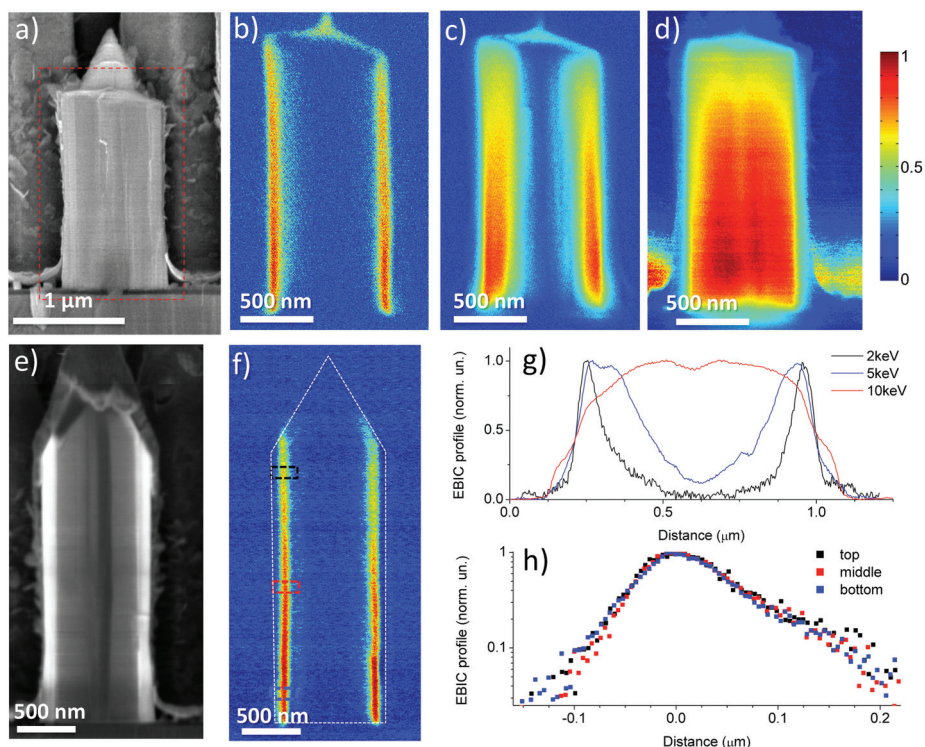 a)
b)
c)
d)
1 μm
500 nm
500 nm
500 nm
1
0.5
0
e)
f)
g)
h)
500 nm
500 nm
EBIC profile (norm. un.)
1.0
0.5
0.0
2keV
5keV
10keV
0.0
0.5
1.0
Distance (μm)
EBIC profile (norm. un.)
1
0.1
top
middle
bottom
-0.1
0.0
0.1
0.2
Distance (μm)